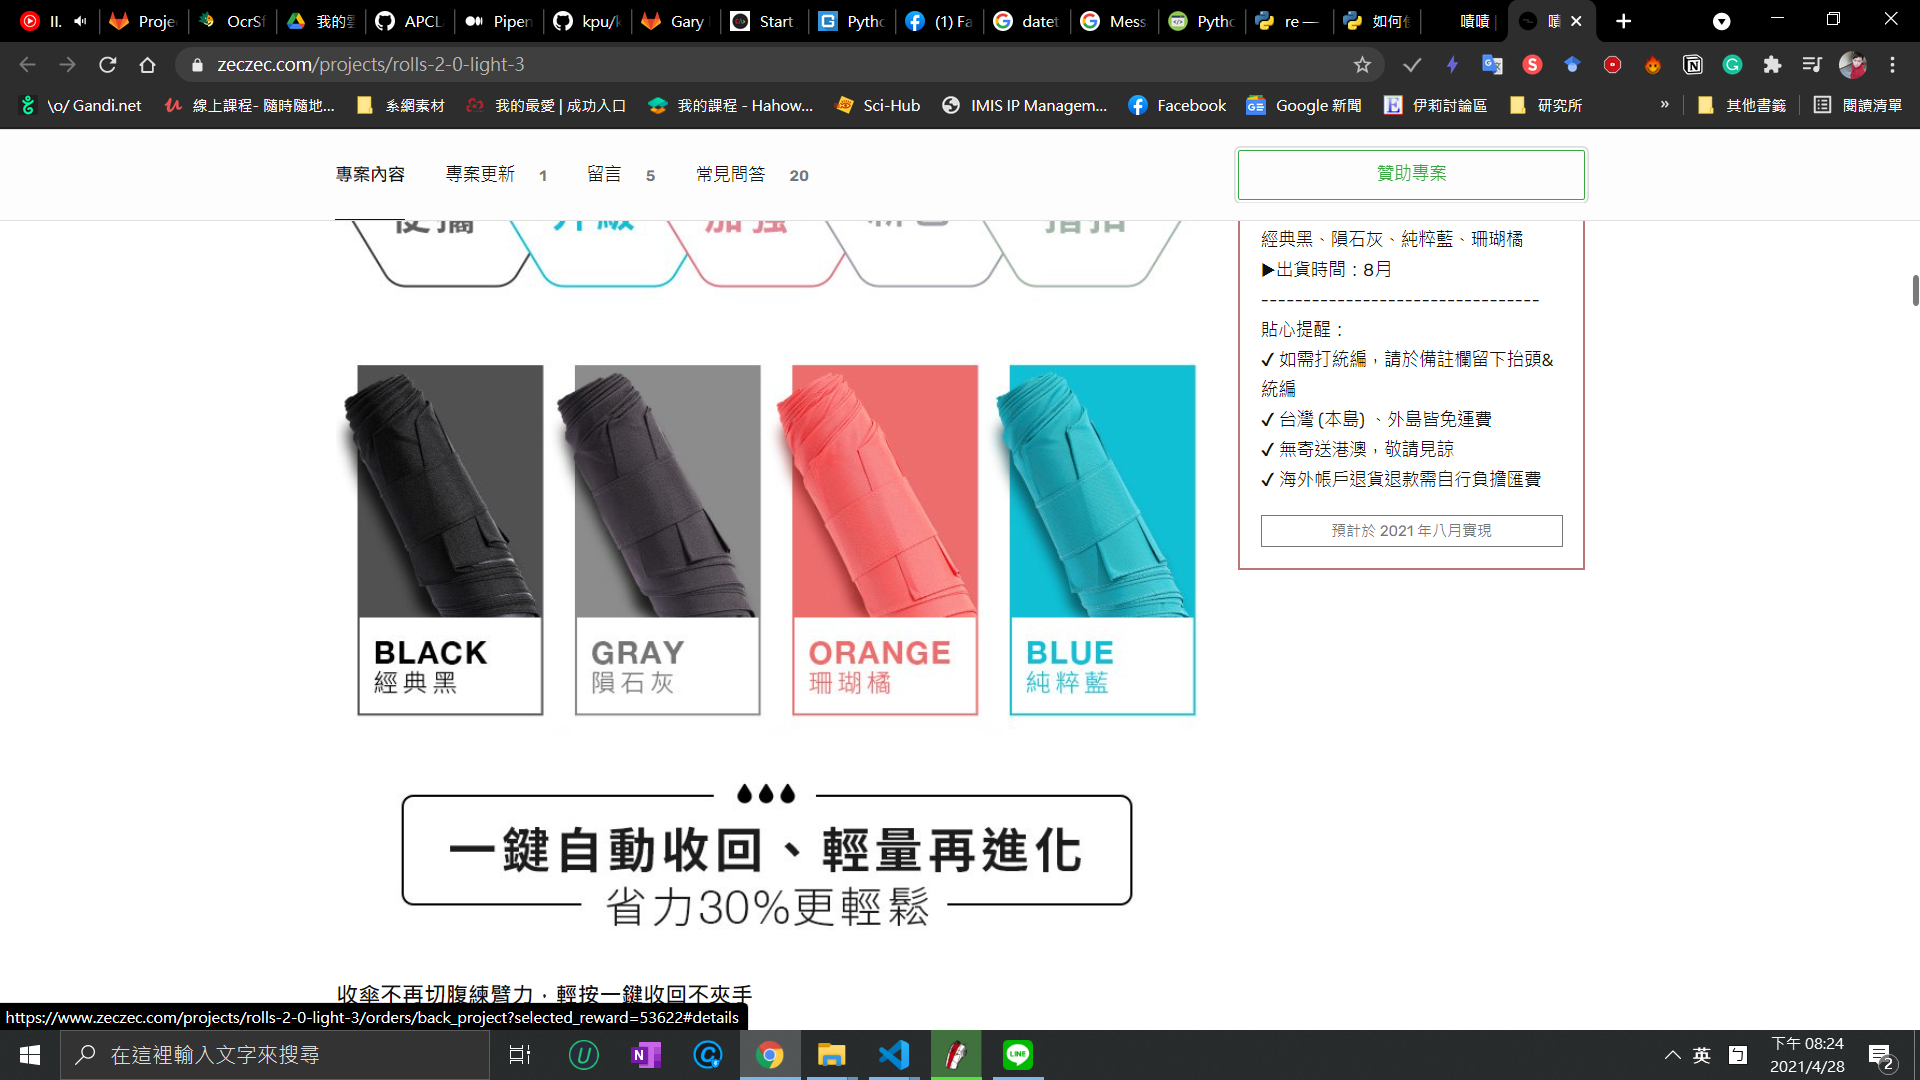 II.
Proje
OcrSf
我的雲
APCL
Pipen
kpu/k
Gary
Start
Pytho
(1) Fa
datet
Mess
Pytho
re —
如何使
嘖嘖
嘖
zeczec.com/projects/rolls-2-0-light-3
\o/ Gandi.net
線上課程- 隨時隨地...
系網素材
我的最愛 | 成功入口
我的課程 - Hahow...
Sci-Hub
IMIS IP Managem...
Facebook
Google 新聞
伊莉討論區
研究所
»
其他書籤
閱讀清單
專案內容
專案更新 1
留言 5
常見問答 20
贊助專案
經典黑、隕石灰、純粹藍、珊瑚橘
▶出貨時間：8月
---------------------------------
貼心提醒：
✓ 如需打統編，請於備註欄留下抬頭&
統編
✓ 台灣 (本島) 、外島皆免運費
✓ 無寄送港澳，敬請見諒
✓ 海外帳戶退貨退款需自行負擔匯費
預計於 2021 年八月實現
BLACK
經典黑
GRAY
隕石灰
ORANGE
珊瑚橘
BLUE
純粹藍
一鍵自動收回、輕量再進化
省力30%更輕鬆
收傘不再切腹練臂力，輕按一鍵收回不夾手
https://www.zeczec.com/projects/rolls-2-0-light-3/orders/back_project?selected_reward=53622#details
在這裡輸入文字來搜尋
英
下午 08:24
2021/4/28
2